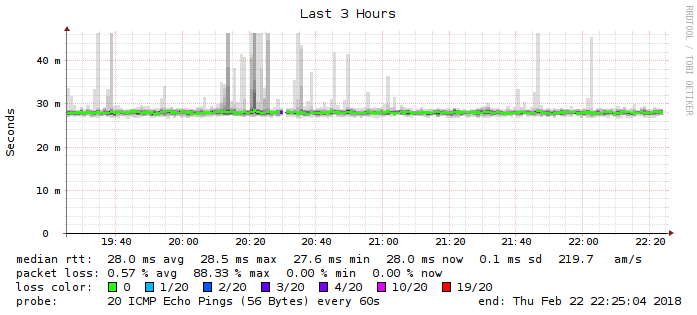 Last 3 Hours
RRDTOOL / TOBI OETIKER
Seconds
40 m
30 m
20 m
10 m
0
19:40 20:00 20:20 20:40 21:00 21:20 21:40 22:00 22:20
median rtt: 28.0 ms avg 28.5 ms max 27.6 ms min 28.0 ms now 0.1 ms sd 219.7 am/s
packet loss: 0.57 % avg 88.33 % max 0.00 % min 0.00 % now
loss color: 0 1/20 2/20 3/20 4/20 10/20 19/20
probe: 20 ICMP Echo Pings (56 Bytes) every 60s end: Thu Feb 22 22:25:04 2018